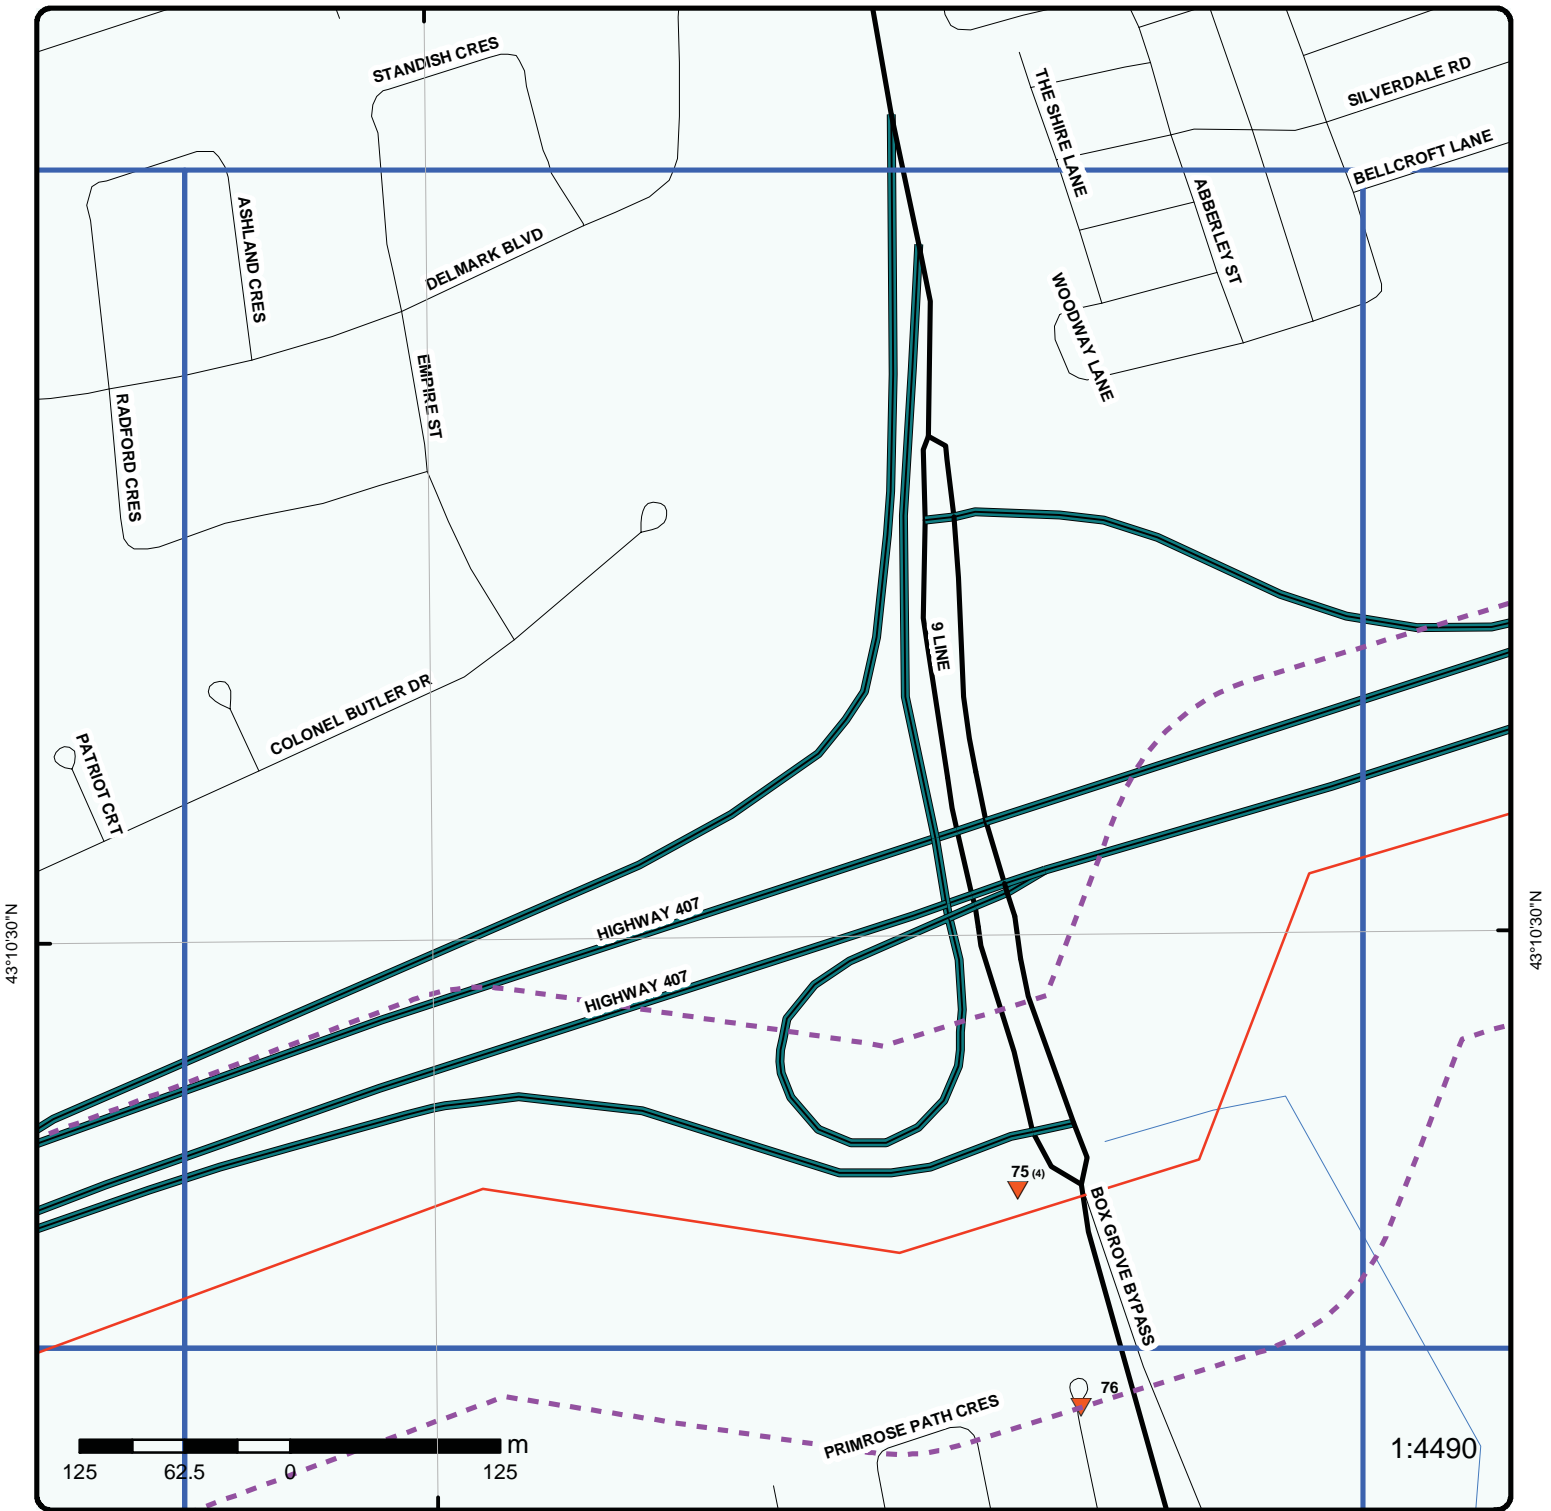 STANDISH CRES
THE SHIRE LANE
SILVERDALE RD
BELLCROFT LANE
ASHLAND CRES
ABBERLEY ST
DELMARK BLVD
WOODWAY LANE
EMPIRE ST
RADFORD CRES
9 LINE
COLONEL BUTLER DR
PATRIOT CRT
HIGHWAY 407
43°10'30"N
43°10'30"N
HIGHWAY 407
75 (4)
BOX GROVE BYPASS
76
PRIMROSE PATH CRES
m
1:4490
125 62.5 0 125